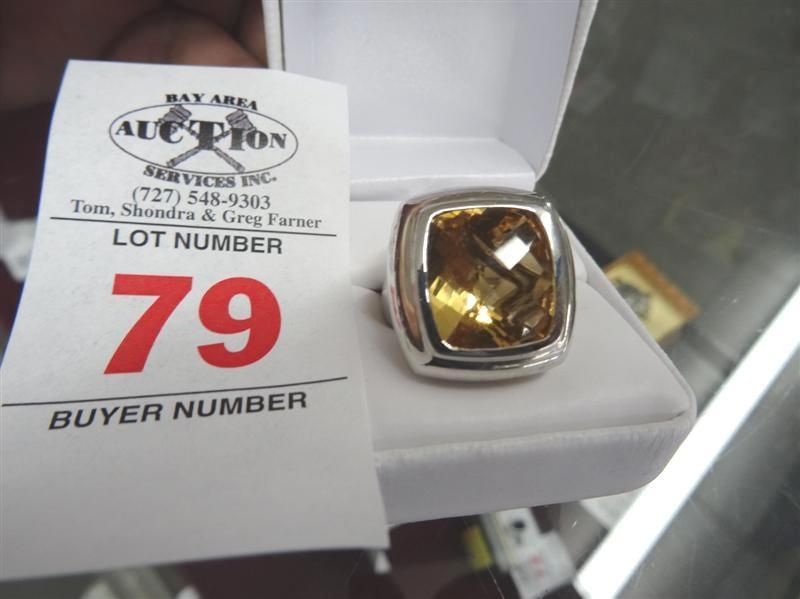 BAY AREA
AUCTION
SERVICES INC.
(727) 548-9303
Tom, Shondra & Greg Farner
LOT NUMBER
79
BUYER NUMBER